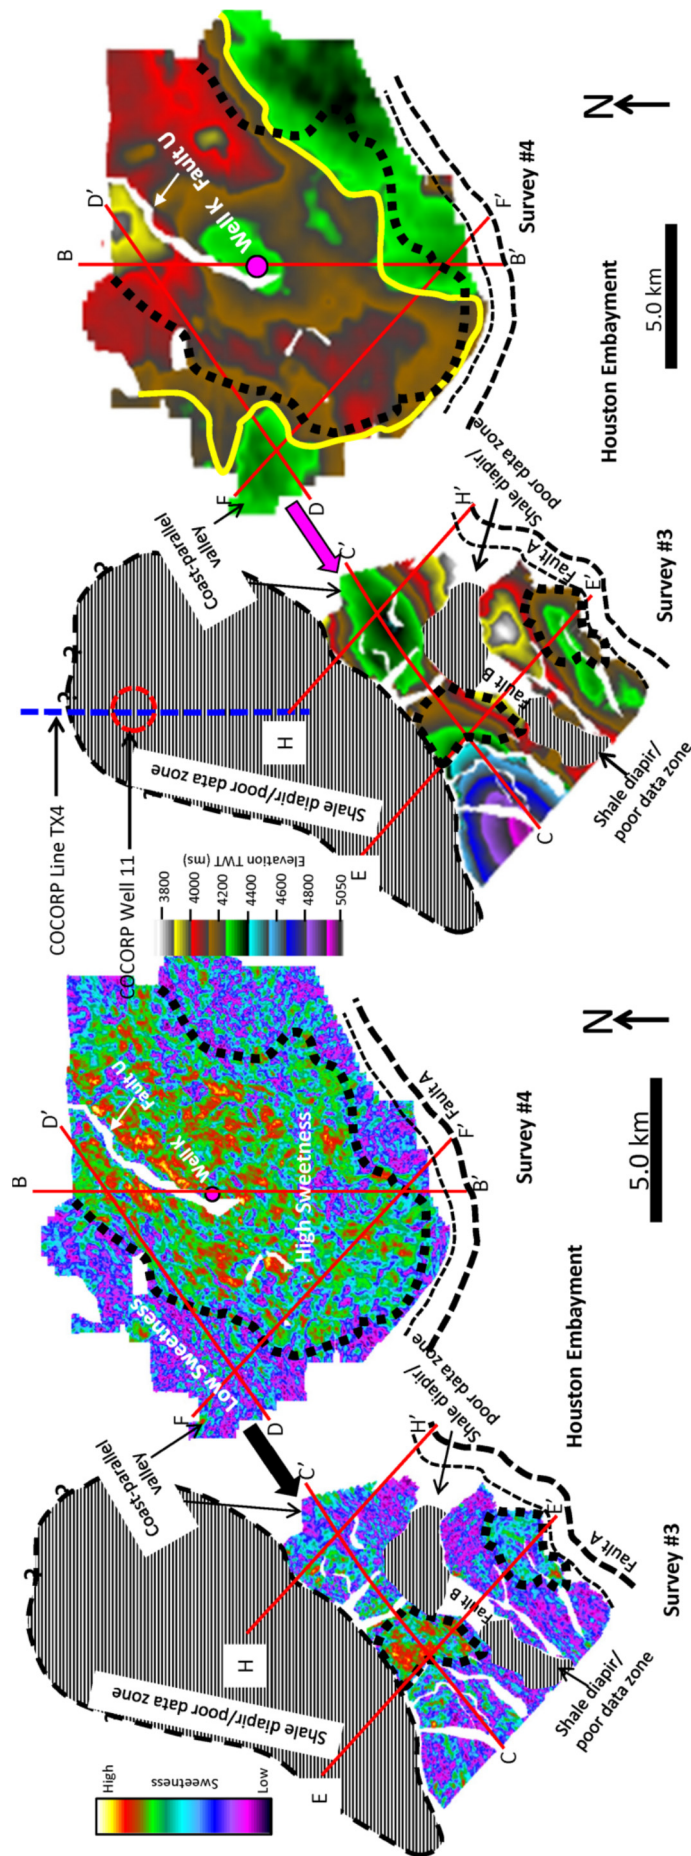 High
Sweetness
Low
Shale diapir/poor data zone
?
?
H
E
C
Coast-parallel
valley
C'
H'
Shale diapir/
poor data zone
Fault B
E'
Fault A
Shale diapir/
poor data zone
Survey #3
B
D'
Fault U
Well K
Low Sweetness
High Sweetness
F
D
F'
Fault A
B'
Survey #4
Houston Embayment
5.0 km
N
COCORP Line TX4
COCORP Well 11
3800
4000
4200
4400
4600
4800
5050
Elevation TWT (ms)
Shale diapir/poor data zone
?
?
?
H
E
C
Coast-parallel
valley
C'
H'
Shale diapir/
poor data zone
Fault A
Fault B
E'
Shale diapir/
poor data zone
Survey #3
B
D'
Fault U
Well K
F
D
F'
B'
Survey #4
Houston Embayment
5.0 km
N